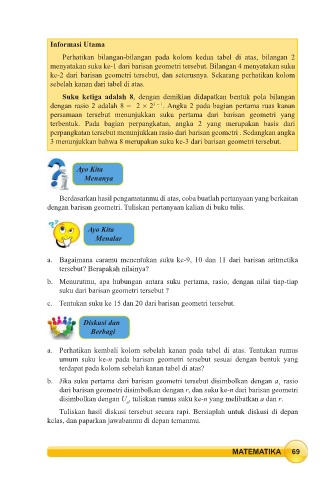 Informasi Utama
Perhatikan bilangan-bilangan pada kolom kedua tabel di atas, bilangan 2
menyatakan suku ke-1 dari barisan geometri tersebut. Bilangan 4 menyatakan suku
ke-2 dari barisan geometri tersebut, dan seterusnya. Sekarang perhatikan kolom
sebelah kanan dari tabel di atas.
Suku ketiga adalah 8, dengan demikian didapatkan bentuk pola bilangan
dengan rasio 2 adalah 8 = 2 × 2³ ⁻ ¹. Angka 2 pada bagian pertama ruas kanan
persamaan tersebut menunjukkan suku pertama dari barisan geometri yang
terbentuk. Pada bagian perpangkatan, angka 2 yang merupakan basis dari
perpangkatan tersebut menunjukkan rasio dari barisan geometri . Sedangkan angka
3 menunjukkan bahwa 8 merupakan suku ke-3 dari barisan geometri tersebut.
Ayo Kita
Menanya
Berdasarkan hasil pengamatanmu di atas, coba buatlah pertanyaan yang berkaitan
dengan barisan geometri. Tuliskan pertanyaan kalian di buku tulis.
Ayo Kita
Menalar
a. Bagaimana caramu menentukan suku ke-9, 10 dan 11 dari barisan aritmetika
tersebut? Berapakah nilainya?
b. Menurutmu, apa hubungan antara suku pertama, rasio, dengan nilai tiap-tiap
suku dari barisan geometri tersebut ?
c. Tentukan suku ke 15 dan 20 dari barisan geometri tersebut.
Diskusi dan
Berbagi
a. Perhatikan kembali kolom sebelah kanan pada tabel di atas. Tentukan rumus
umum suku ke-n pada barisan geometri tersebut sesuai dengan bentuk yang
terdapat pada kolom sebelah kanan tabel di atas?
b. Jika suku pertama dari barisan geometri tersebut disimbolkan dengan a, rasio
dari barisan geometri disimbolkan dengan r, dan suku ke-n dari barisan geometri
disimbolkan dengan Uₙ, tuliskan rumus suku ke-n yang melibatkan a dan r.
Tuliskan hasil diskusi tersebut secara rapi. Bersiaplah untuk diskusi di depan
kelas, dan paparkan jawabanmu di depan temanmu.
MATEMATIKA 69